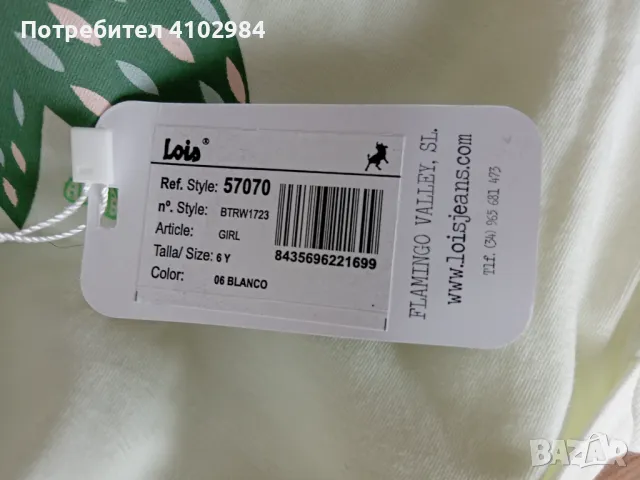 Потребител 4102984
Lois®
Ref. Style: 57070
nº. Style: BTRW1723
Article: GIRL
Talla/ Size: 6 Y
Color: 06 BLANCO
8435696221699
FLAMINGO VALLEY, SL.
www.loisjeans.com
Tlf. (34) 965 681 473
BAZAR